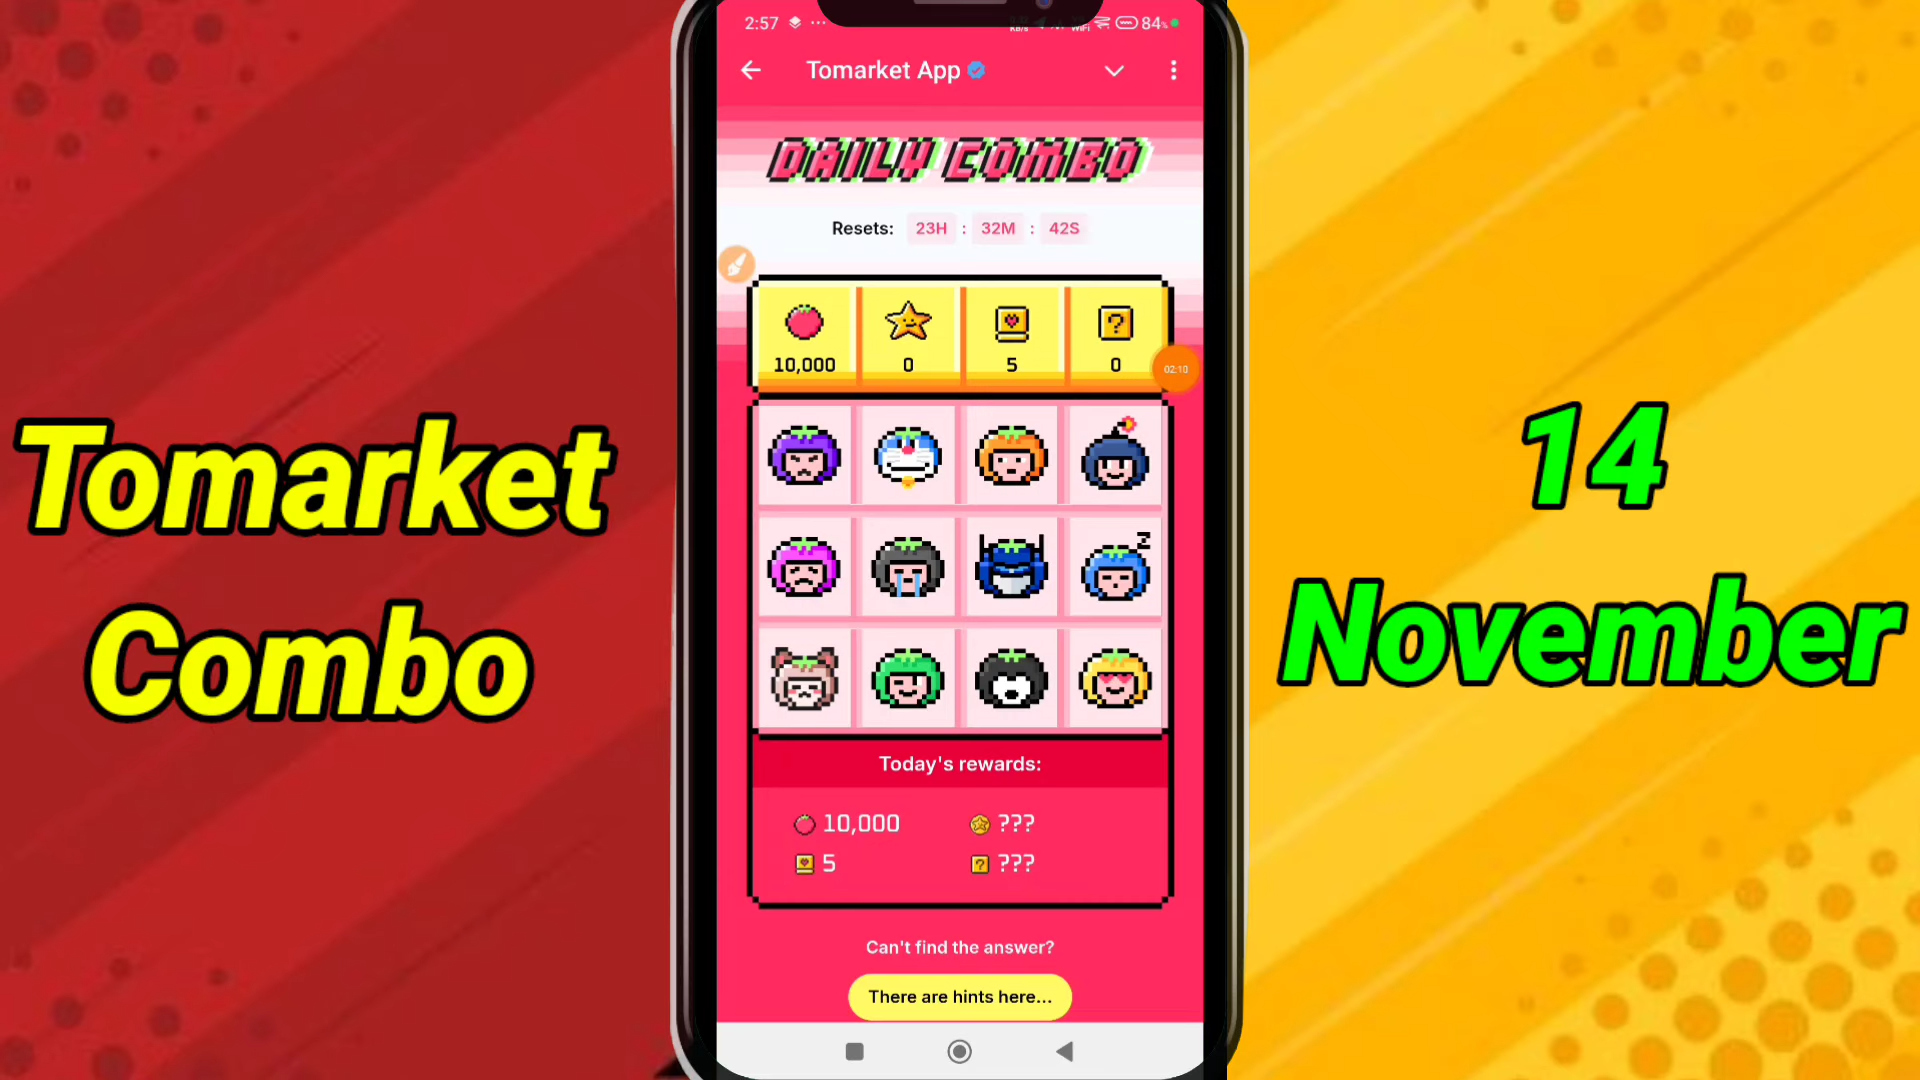 2:57 ... 84%
Tomarket App
DAILY COMBO
Resets: 23H : 32M : 42S
10,000 0 5 0
02:10
Z
Today's rewards:
10,000 ???
5 ???
Can't find the answer?
There are hints here...
Tomarket
Combo
14
November